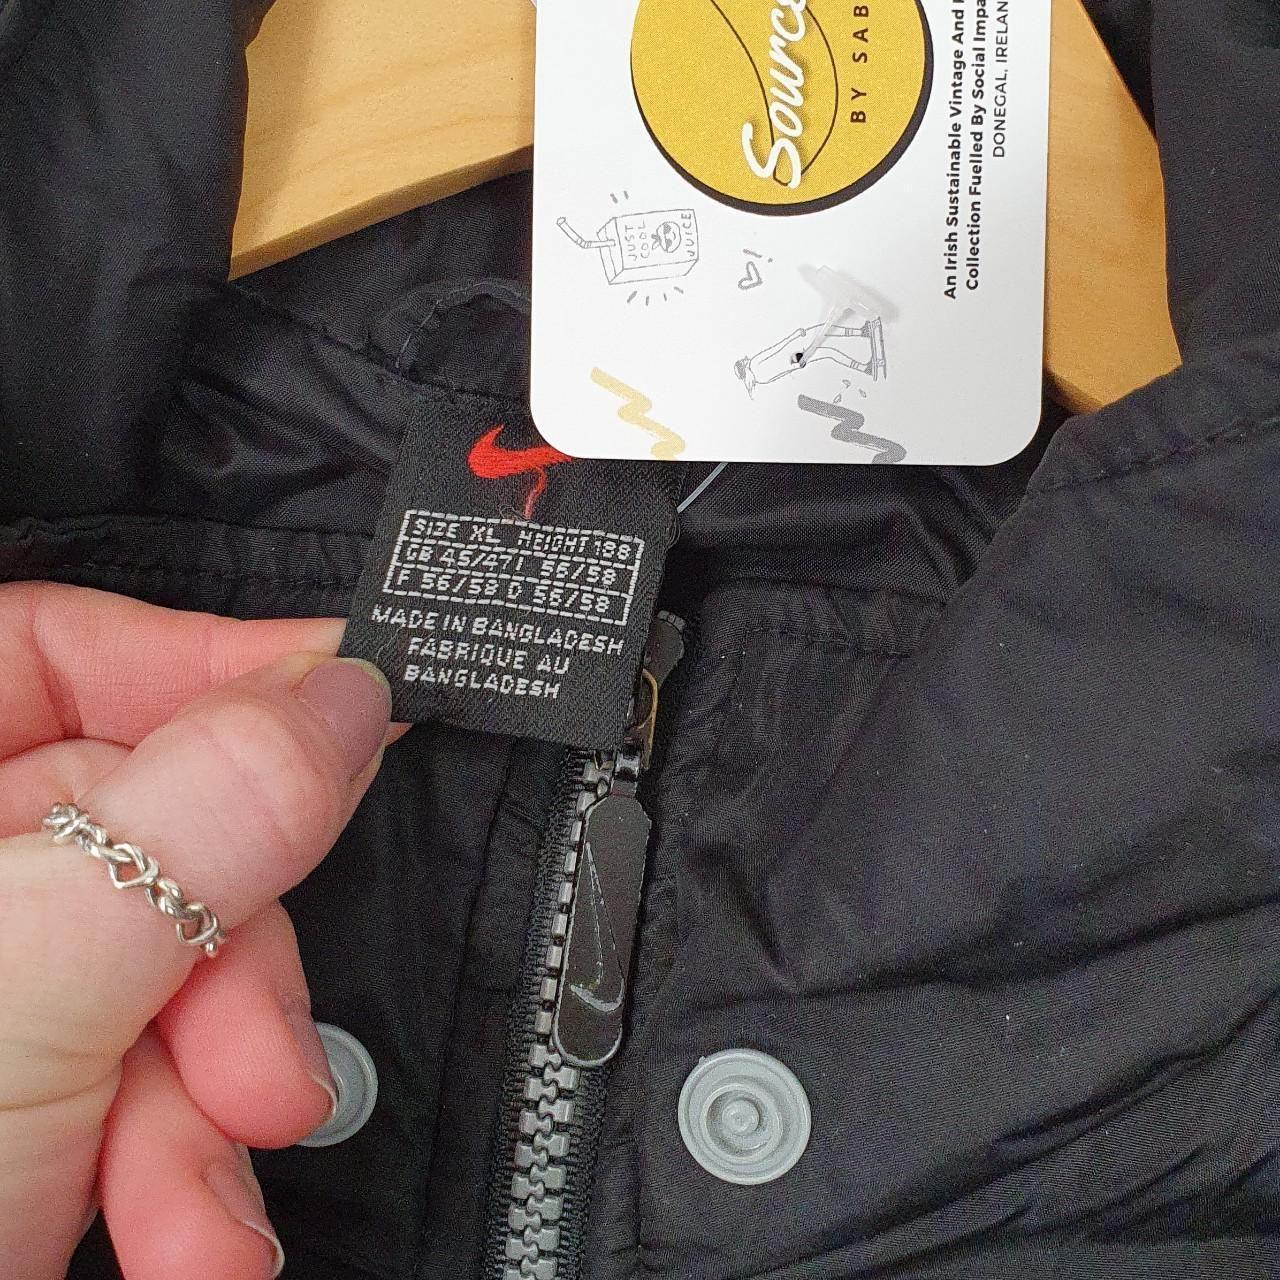 Source
BY SAB
An Irish Sustainable Vintage And
Collection Fuelled By Social Impa
DONEGAL, IRELAN
JUST
COOL
JUICE
SIZE XL HEIGHT 188
GB 45/47 I 56/58
F 56/58 D 56/58
MADE IN BANGLADESH
FABRIQUE AU
BANGLADESH